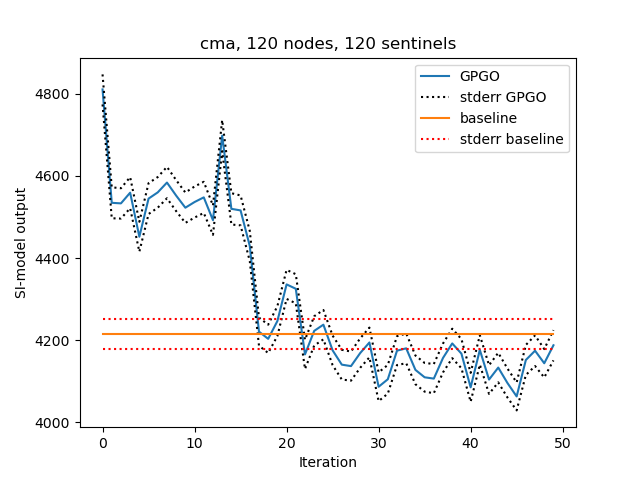 cma, 120 nodes, 120 sentinels
GPGO
stderr GPGO
baseline
stderr baseline
SI-model output
4800
4600
4400
4200
4000
0 10 20 30 40 50
Iteration